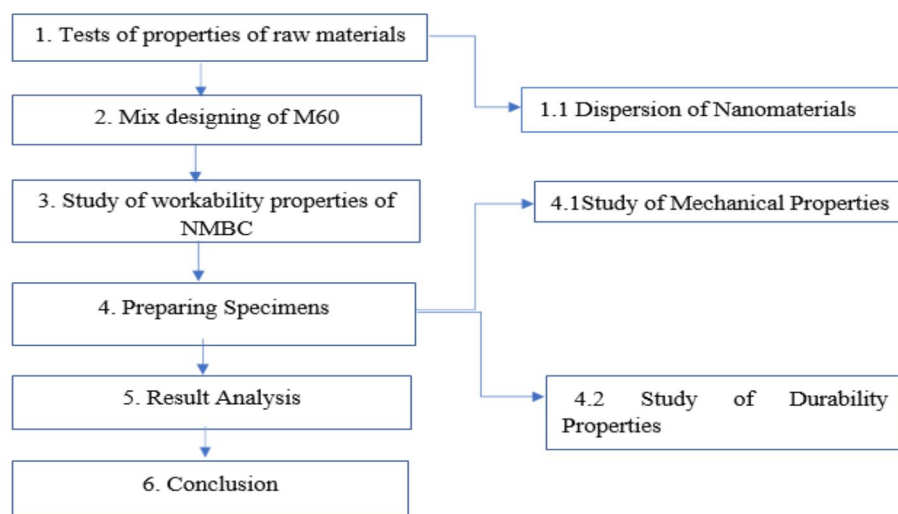 1. Tests of properties of raw materials
1.1 Dispersion of Nanomaterials
2. Mix designing of M60
3. Study of workability properties of
NMBC
4.1Study of Mechanical Properties
4. Preparing Specimens
4.2 Study of Durability
Properties
5. Result Analysis
6. Conclusion